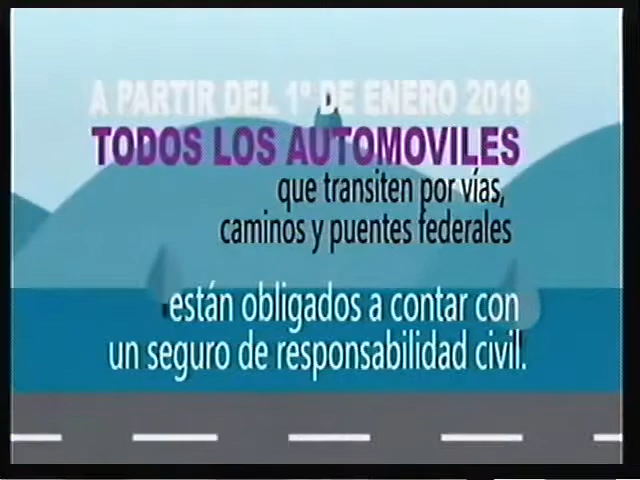 A PARTIR DEL 1º DE ENERO 2019
TODOS LOS AUTOMOVILES
que transiten por vías,
caminos y puentes federales
están obligados a contar con
un seguro de responsabilidad civil.